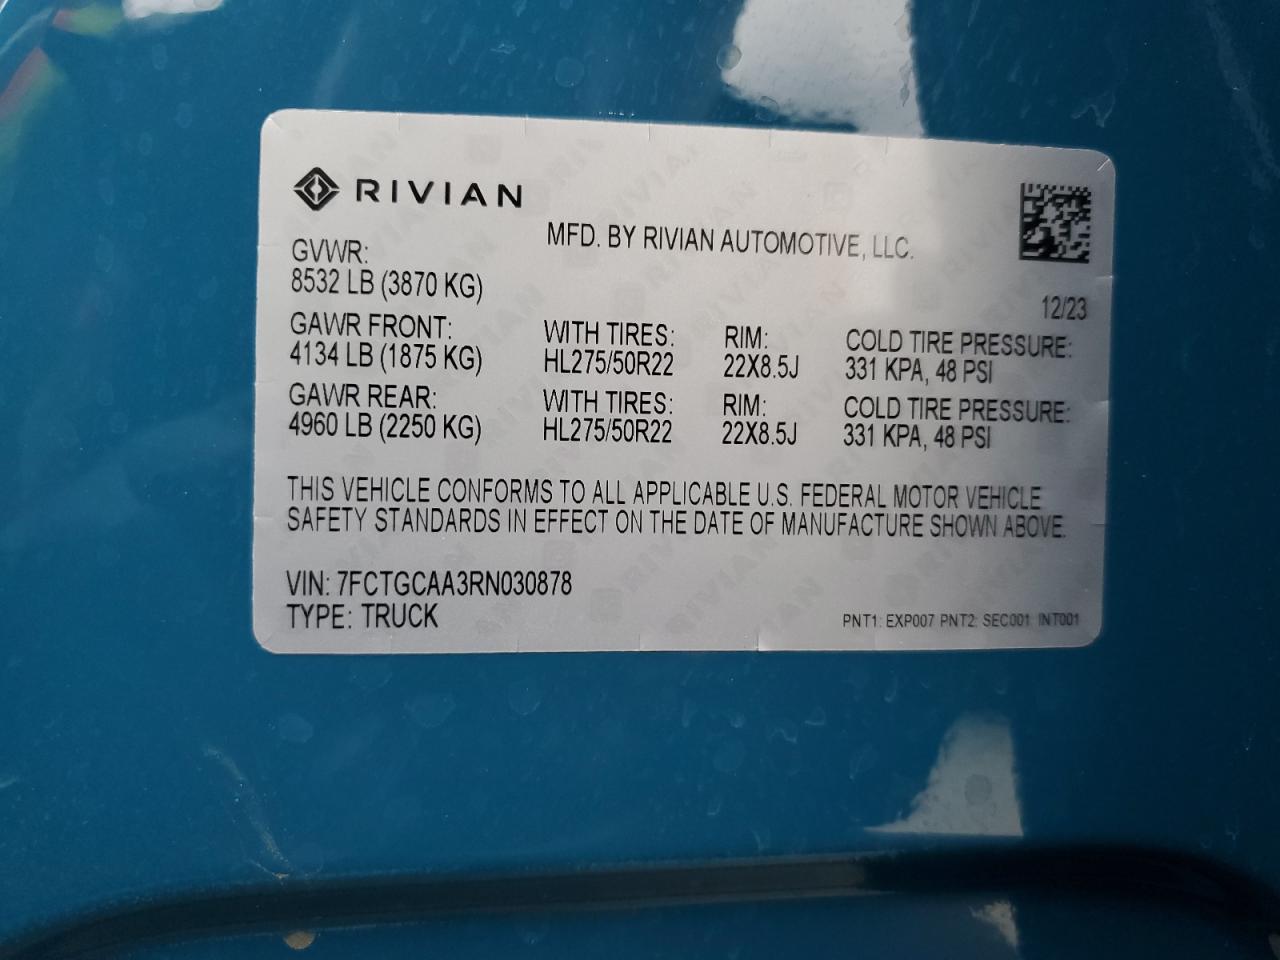 RIVIAN
MFD. BY RIVIAN AUTOMOTIVE, LLC.
GVWR:
8532 LB (3870 KG)
12/23
GAWR FRONT: WITH TIRES: RIM: COLD TIRE PRESSURE:
4134 LB (1875 KG) HL275/50R22 22X8.5J 331 KPA, 48 PSI
GAWR REAR: WITH TIRES: RIM: COLD TIRE PRESSURE:
4960 LB (2250 KG) HL275/50R22 22X8.5J 331 KPA, 48 PSI
THIS VEHICLE CONFORMS TO ALL APPLICABLE U.S. FEDERAL MOTOR VEHICLE
SAFETY STANDARDS IN EFFECT ON THE DATE OF MANUFACTURE SHOWN ABOVE.
VIN: 7FCTGCAA3RN030878
TYPE: TRUCK
PNT1: EXP007 PNT2: SEC001 INT001